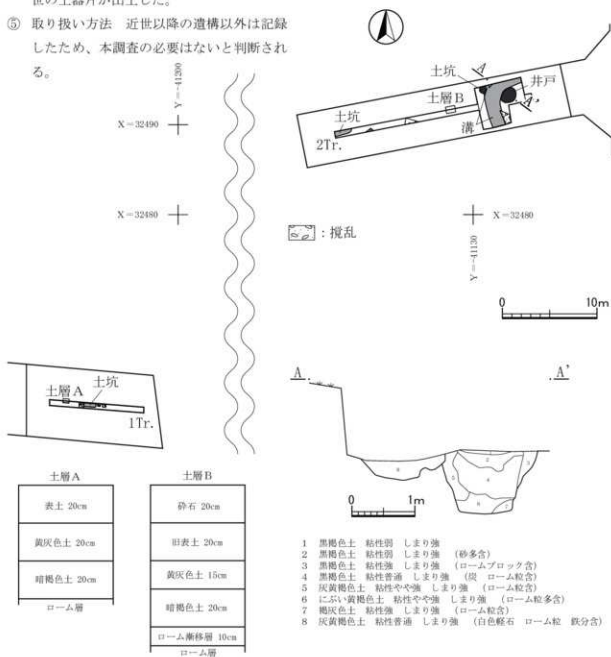 世の土器片が出土した。
⑤ 取り扱い方法 近世以降の遺構以外は記録
したため、本調査の必要はないと判断され
る。
Y=-41200
X=32490
X=32480
土坑
A
井戸
土層B
A'
土坑
溝
2Tr.
:撹乱
X=32480
Y=-41130
0 10m
土層A
土坑
1Tr.
A
A'
0 1m
土層A
表土 20cm
黄灰色土 20cm
暗褐色土 20cm
ローム層
土層B
砕石 20cm
旧表土 20cm
黄灰色土 15cm
暗褐色土 20cm
ローム漸移層 10cm
ローム層
1 黒褐色土 粘性弱 しまり強
2 黒褐色土 粘性弱 しまり強 (砂多含)
3 黒褐色土 粘性強 しまり強 (ロームブロック含)
4 黒褐色土 粘性普通 しまり強 (炭 ローム粒含)
5 灰黄褐色土 粘性やや強 しまり強 (ローム粒含)
6 にぶい黄褐色土 粘性やや強 しまり強 (ローム粒多含)
7 褐灰色土 粘性強 しまり強 (ローム粒含)
8 灰黄褐色土 粘性普通 しまり強 (白色軽石 ローム粒 鉄分含)